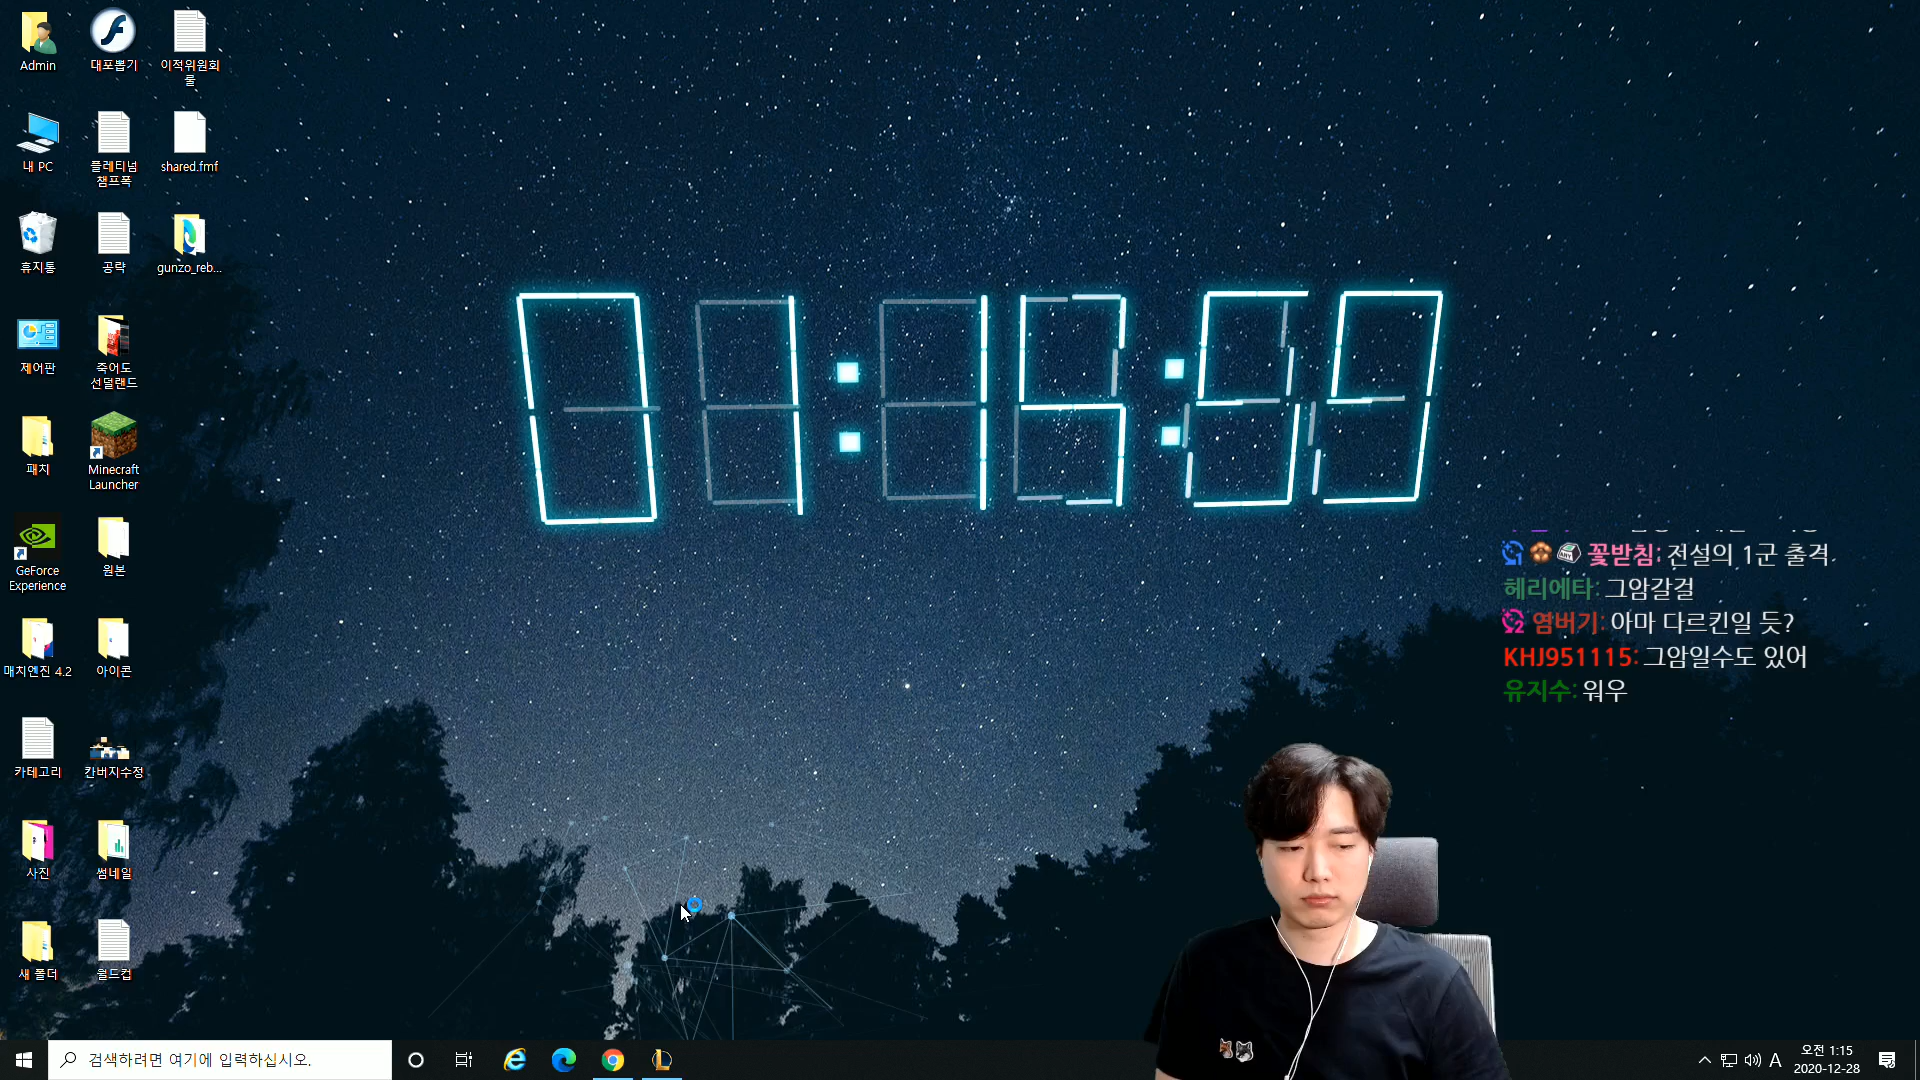 Admin
대포뽑기
이적위원회
룰
내 PC
플레티넘
챔프폭
shared.fmf
휴지통
공략
gunzo_reb...
제어판
죽어도
선덜랜드
패치
Minecraft
Launcher
GeForce
Experience
원본
매치엔진 4.2
아이콘
카테고리
칸버지수정
사진
썸네일
새 폴더
월드컵
꽃받침: 전설의 1군 출격
헤리에타: 그암갈걸
염버기: 아마 다르킨일 듯?
KHJ951115: 그암일수도 있어
유지수: 워우
검색하려면 여기에 입력하십시오.
A
오전 1:15
2020-12-28